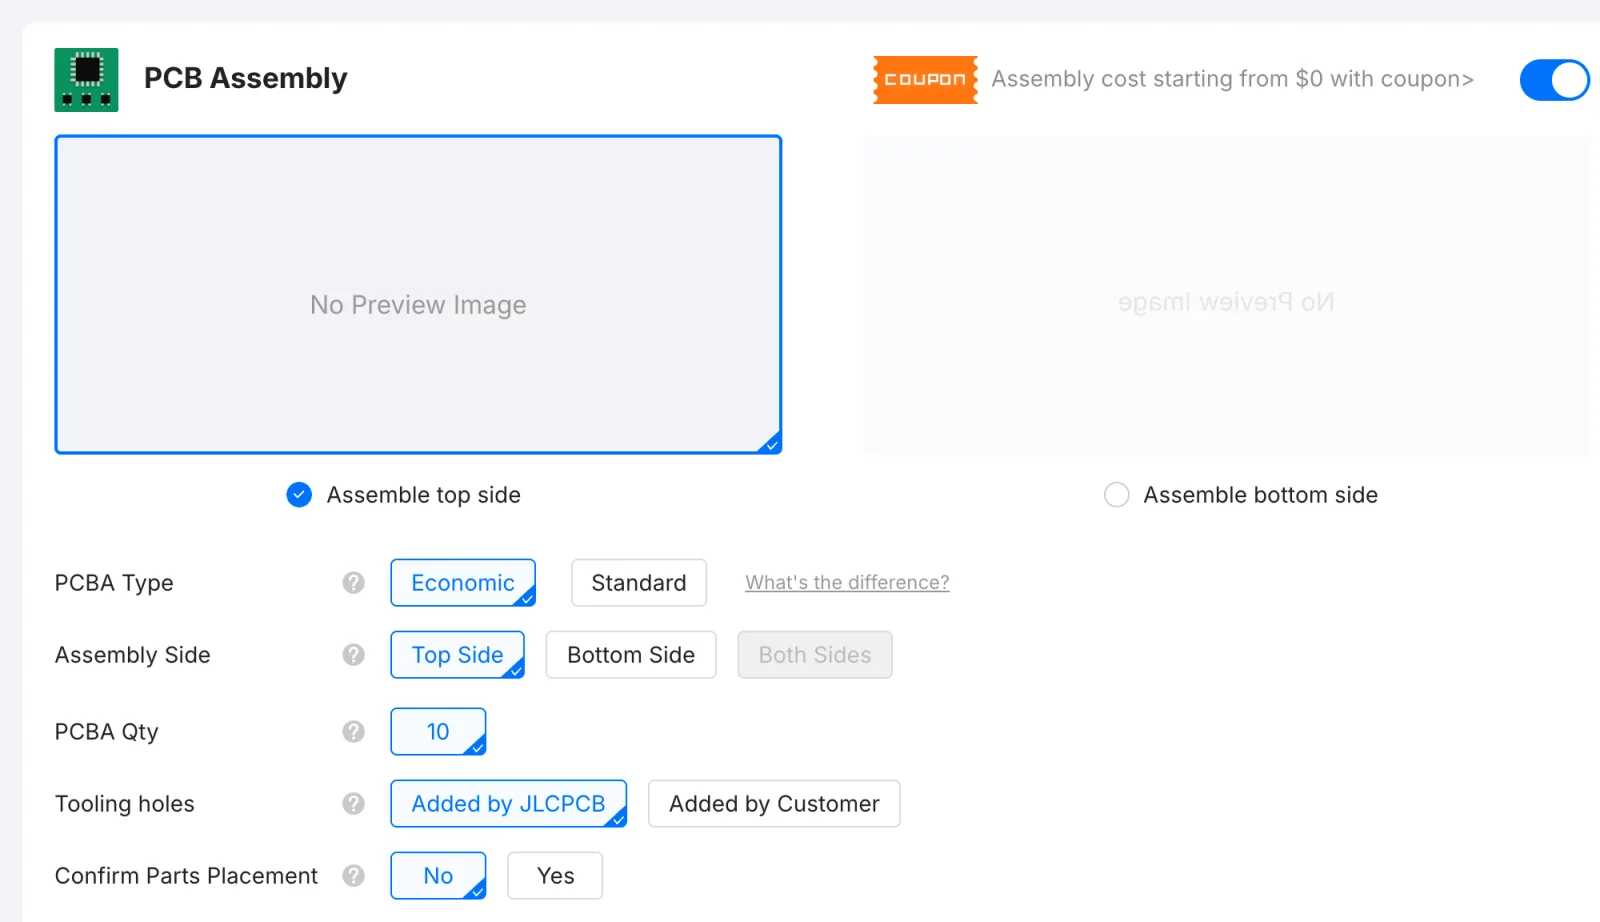 PCB Assembly
COUPON Assembly cost starting from $0 with coupon>
No Preview Image
No Preview Image
Assemble top side
Assemble bottom side
PCBA Type ? Economic Standard What's the difference?
Assembly Side ? Top Side Bottom Side Both Sides
PCBA Qty ? 10
Tooling holes ? Added by JLCPCB Added by Customer
Confirm Parts Placement ? No Yes